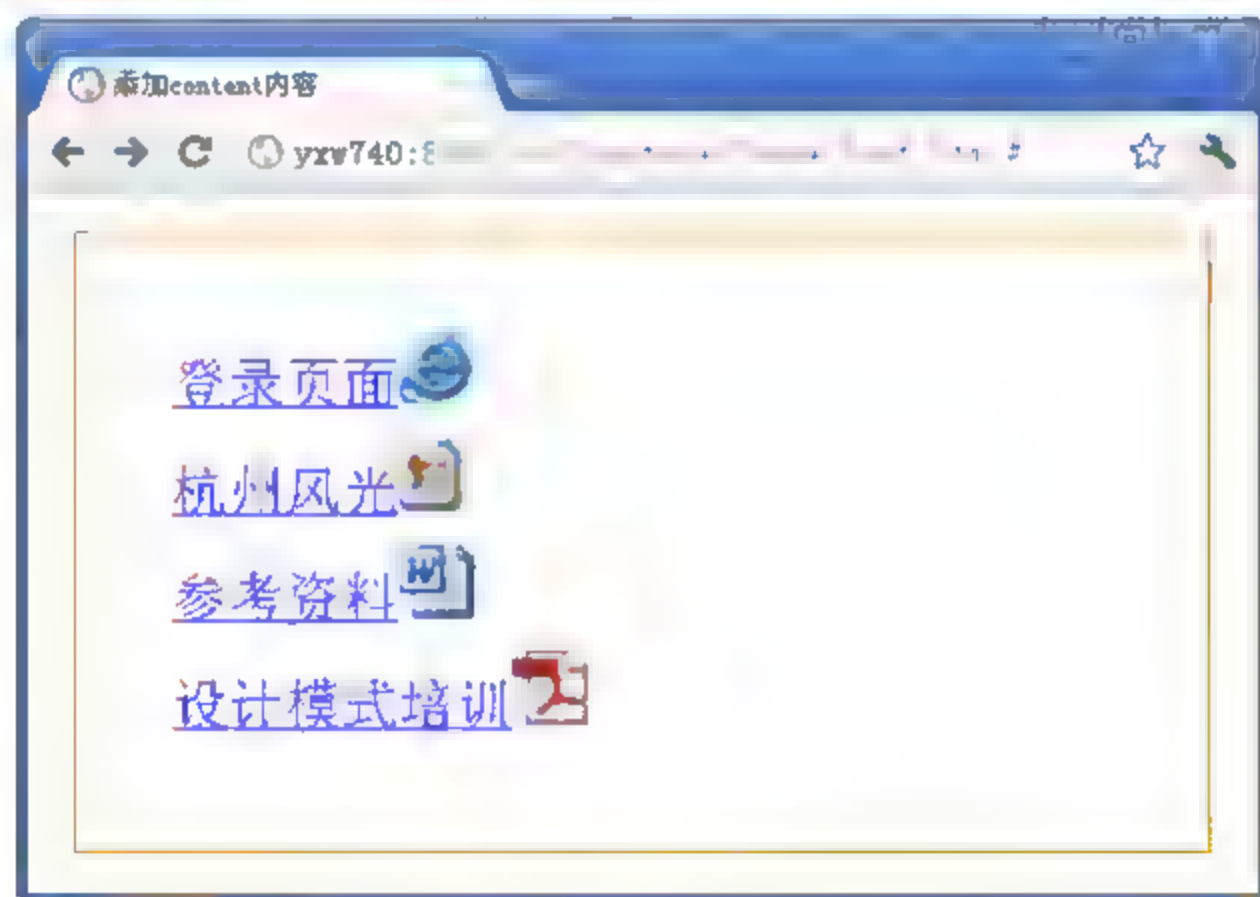 添加content内容
yxw740:8
登录页面
杭州风光
参考资料
设计模式培训